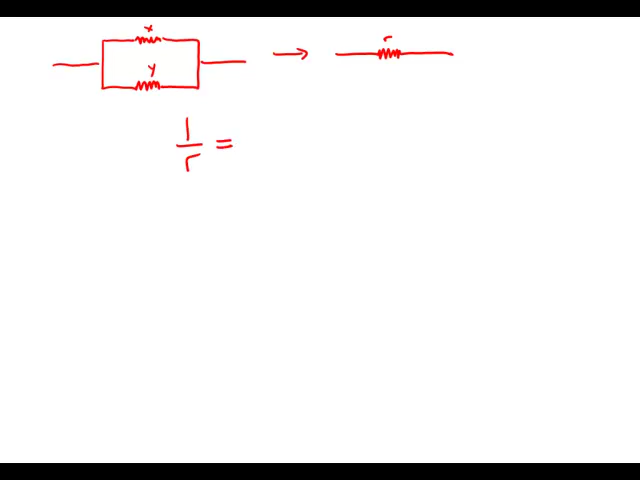 x
y
→ r
1/r =